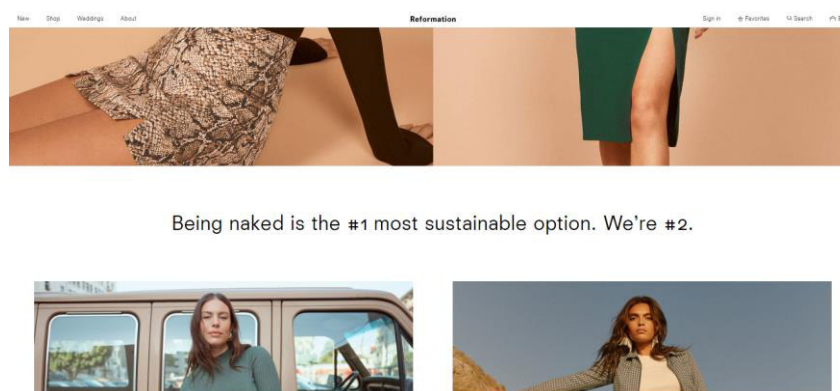 New Shop Weddings About Reformation Sign in Favorites Search
Being naked is the #1 most sustainable option. We're #2.